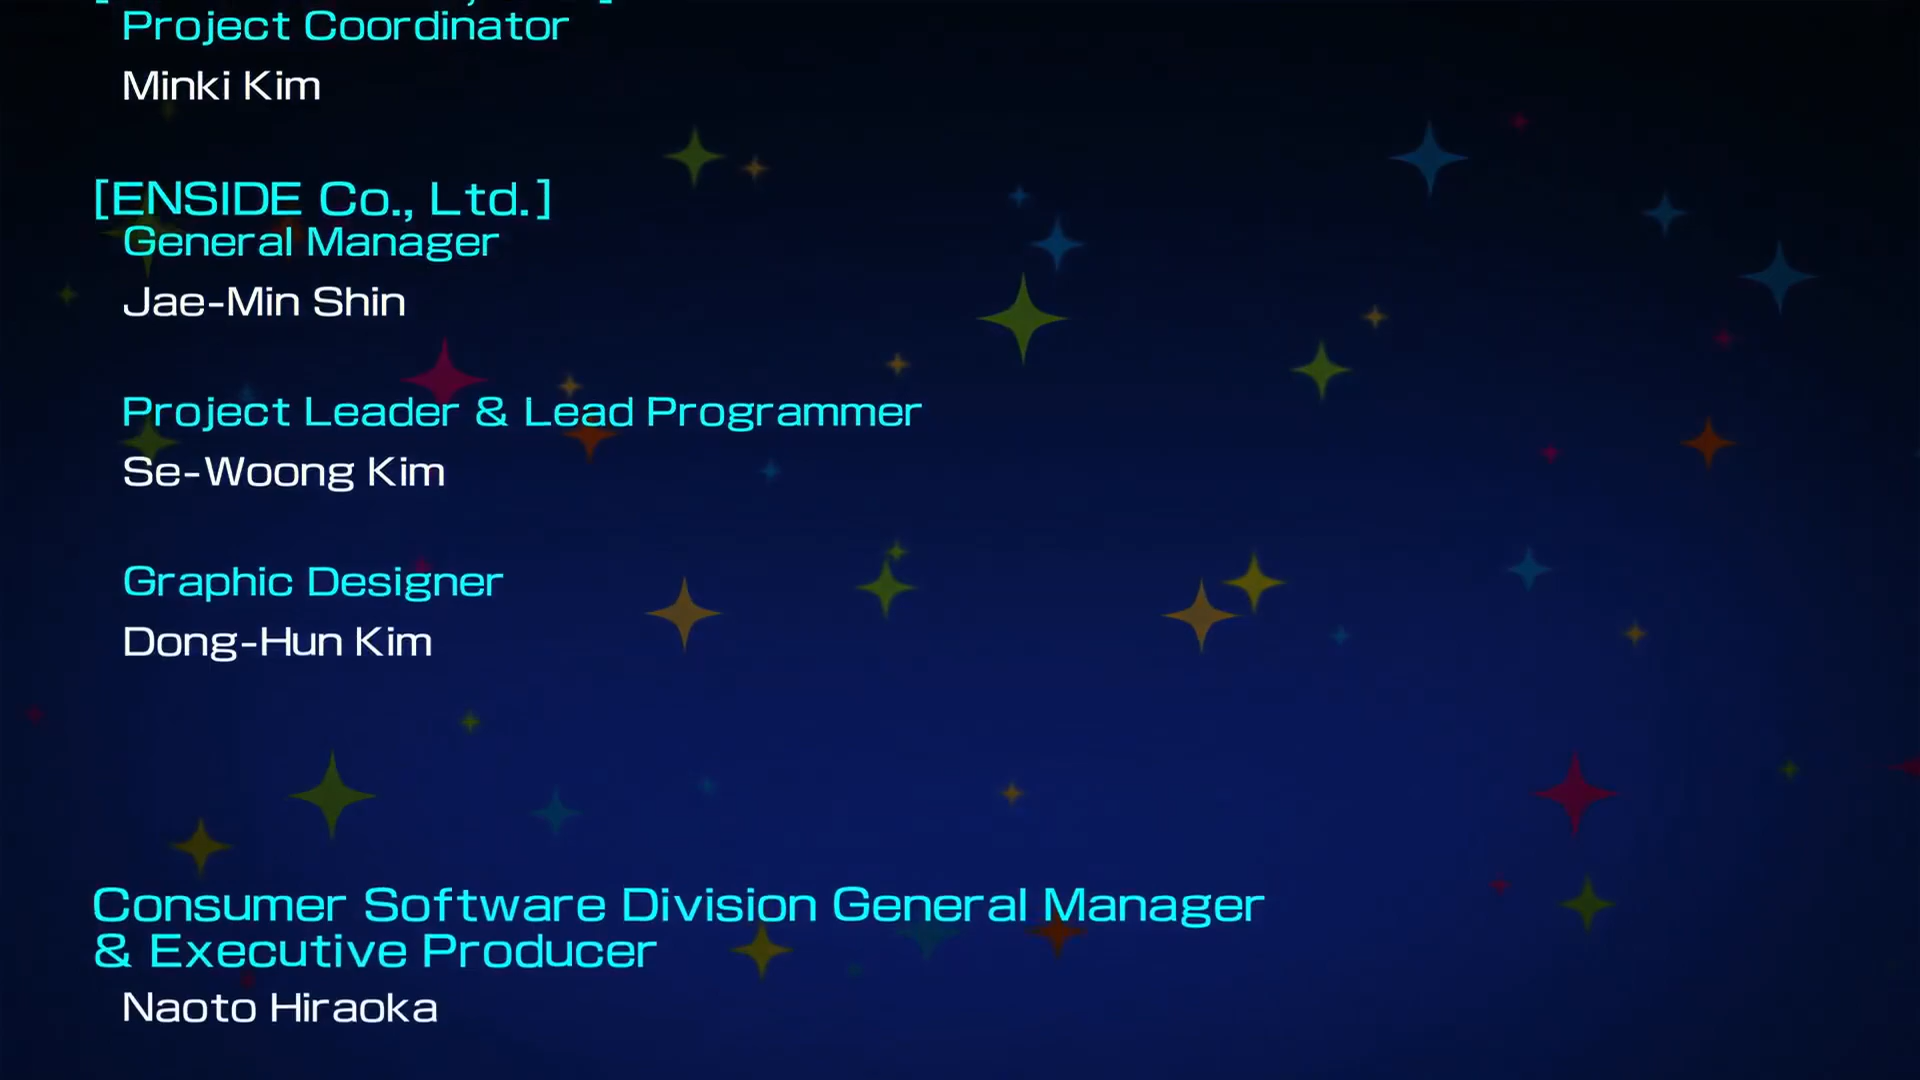 Project Coordinator
Minki Kim
[ENSIDE Co., Ltd.]
General Manager
Jae-Min Shin
Project Leader & Lead Programmer
Se-Woong Kim
Graphic Designer
Dong-Hun Kim
Consumer Software Division General Manager
& Executive Producer
Naoto Hiraoka